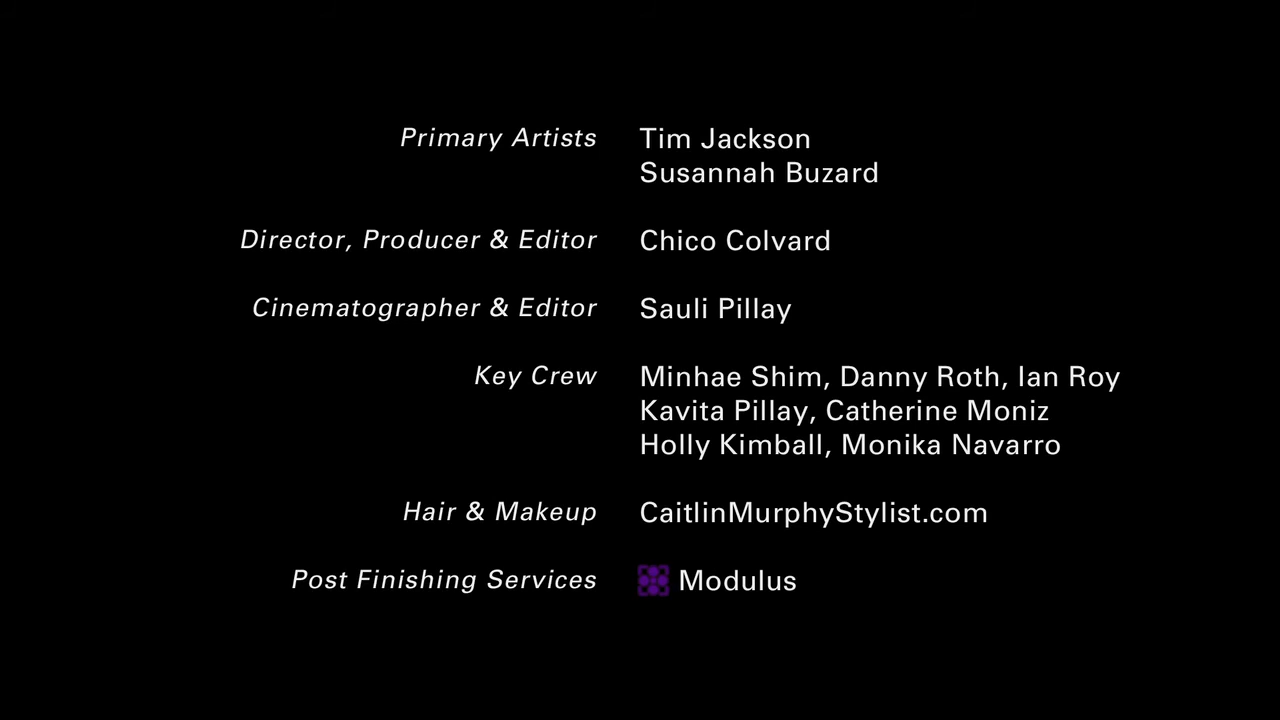 Primary Artists Tim Jackson
Susannah Buzard
Director, Producer & Editor Chico Colvard
Cinematographer & Editor Sauli Pillay
Key Crew Minhae Shim, Danny Roth, Ian Roy
Kavita Pillay, Catherine Moniz
Holly Kimball, Monika Navarro
Hair & Makeup CaitlinMurphyStylist.com
Post Finishing Services Modulus